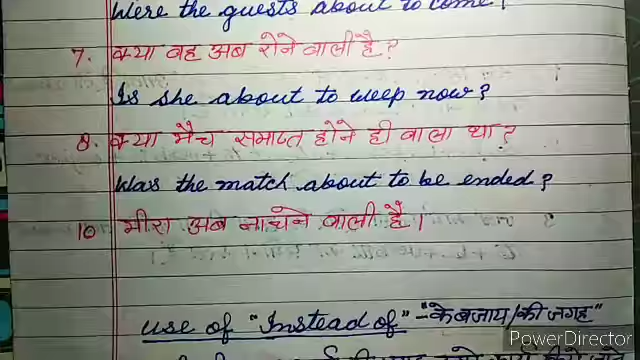 Were the guests about to come?
7. क्या वह अब रोने वाली है?
Is she about to weep now?
8. क्या मैच समाप्त होने ही वाला था?
Was the match about to be ended?
10 मीरा अब नाचने वाली है।
use of "Instead of" - "के बजाय/की जगह"
PowerDirector